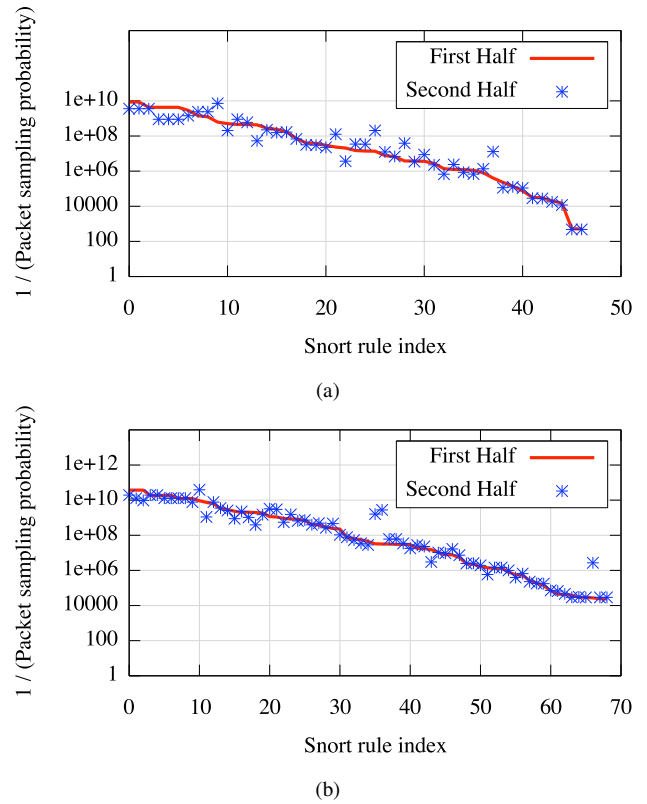 1 / (Packet sampling probability)
First Half
Second Half
1e+10
1e+08
1e+06
10000
100
1
0 10 20 30 40 50
Snort rule index
(a)
1 / (Packet sampling probability)
First Half
Second Half
1e+12
1e+10
1e+08
1e+06
10000
100
1
0 10 20 30 40 50 60 70
Snort rule index
(b)